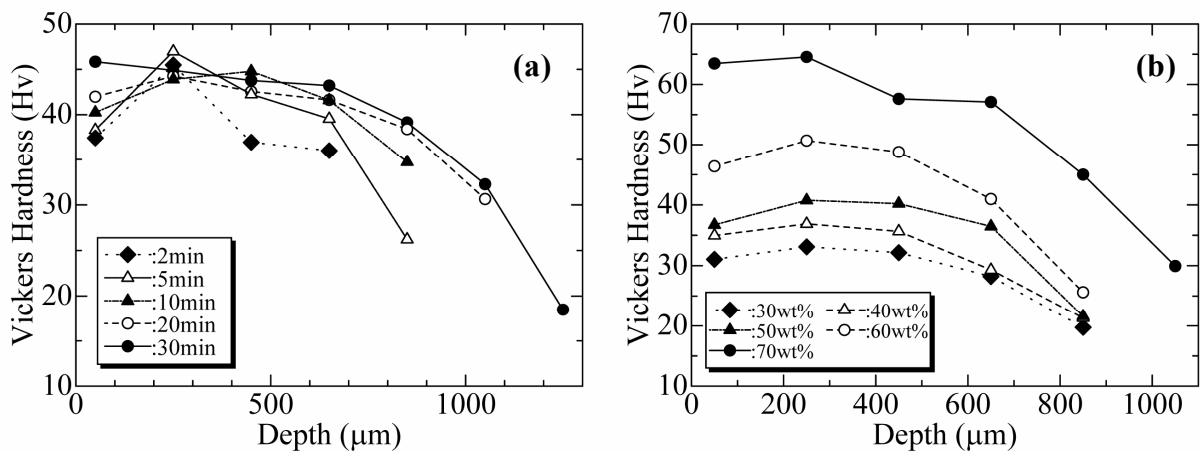 (a)
Vickers Hardness (Hv)
50
40
30
20
10
:2min
:5min
:10min
:20min
:30min
0 500 1000
Depth (μm)
(b)
Vickers Hardness (Hv)
70
60
50
40
30
20
10
:30wt% :40wt%
:50wt% :60wt%
:70wt%
0 200 400 600 800 1000
Depth (μm)